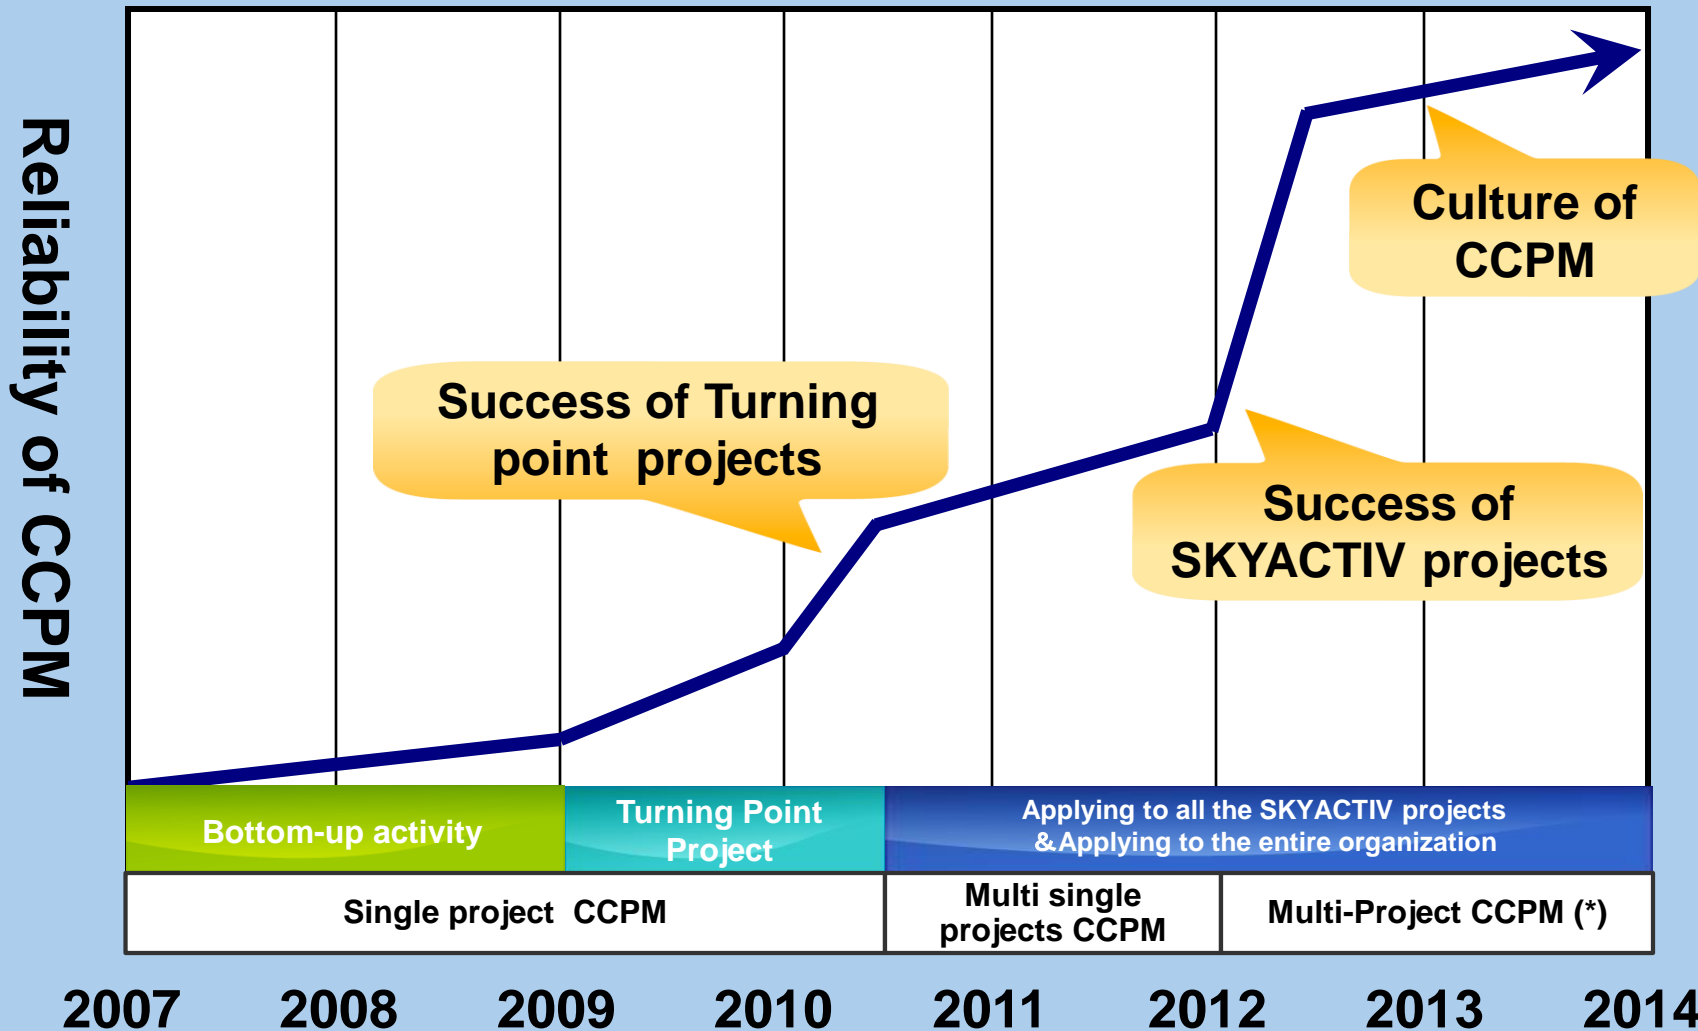 Reliability of CCPM
Culture of
CCPM
Success of Turning
point projects
Success of
SKYACTIV projects
Bottom-up activity
Turning Point
Project
Applying to all the SKYACTIV projects
&Applying to the entire organization
Single project CCPM
Multi single
projects CCPM
Multi-Project CCPM (*)
2007 2008 2009 2010 2011 2012 2013 2014